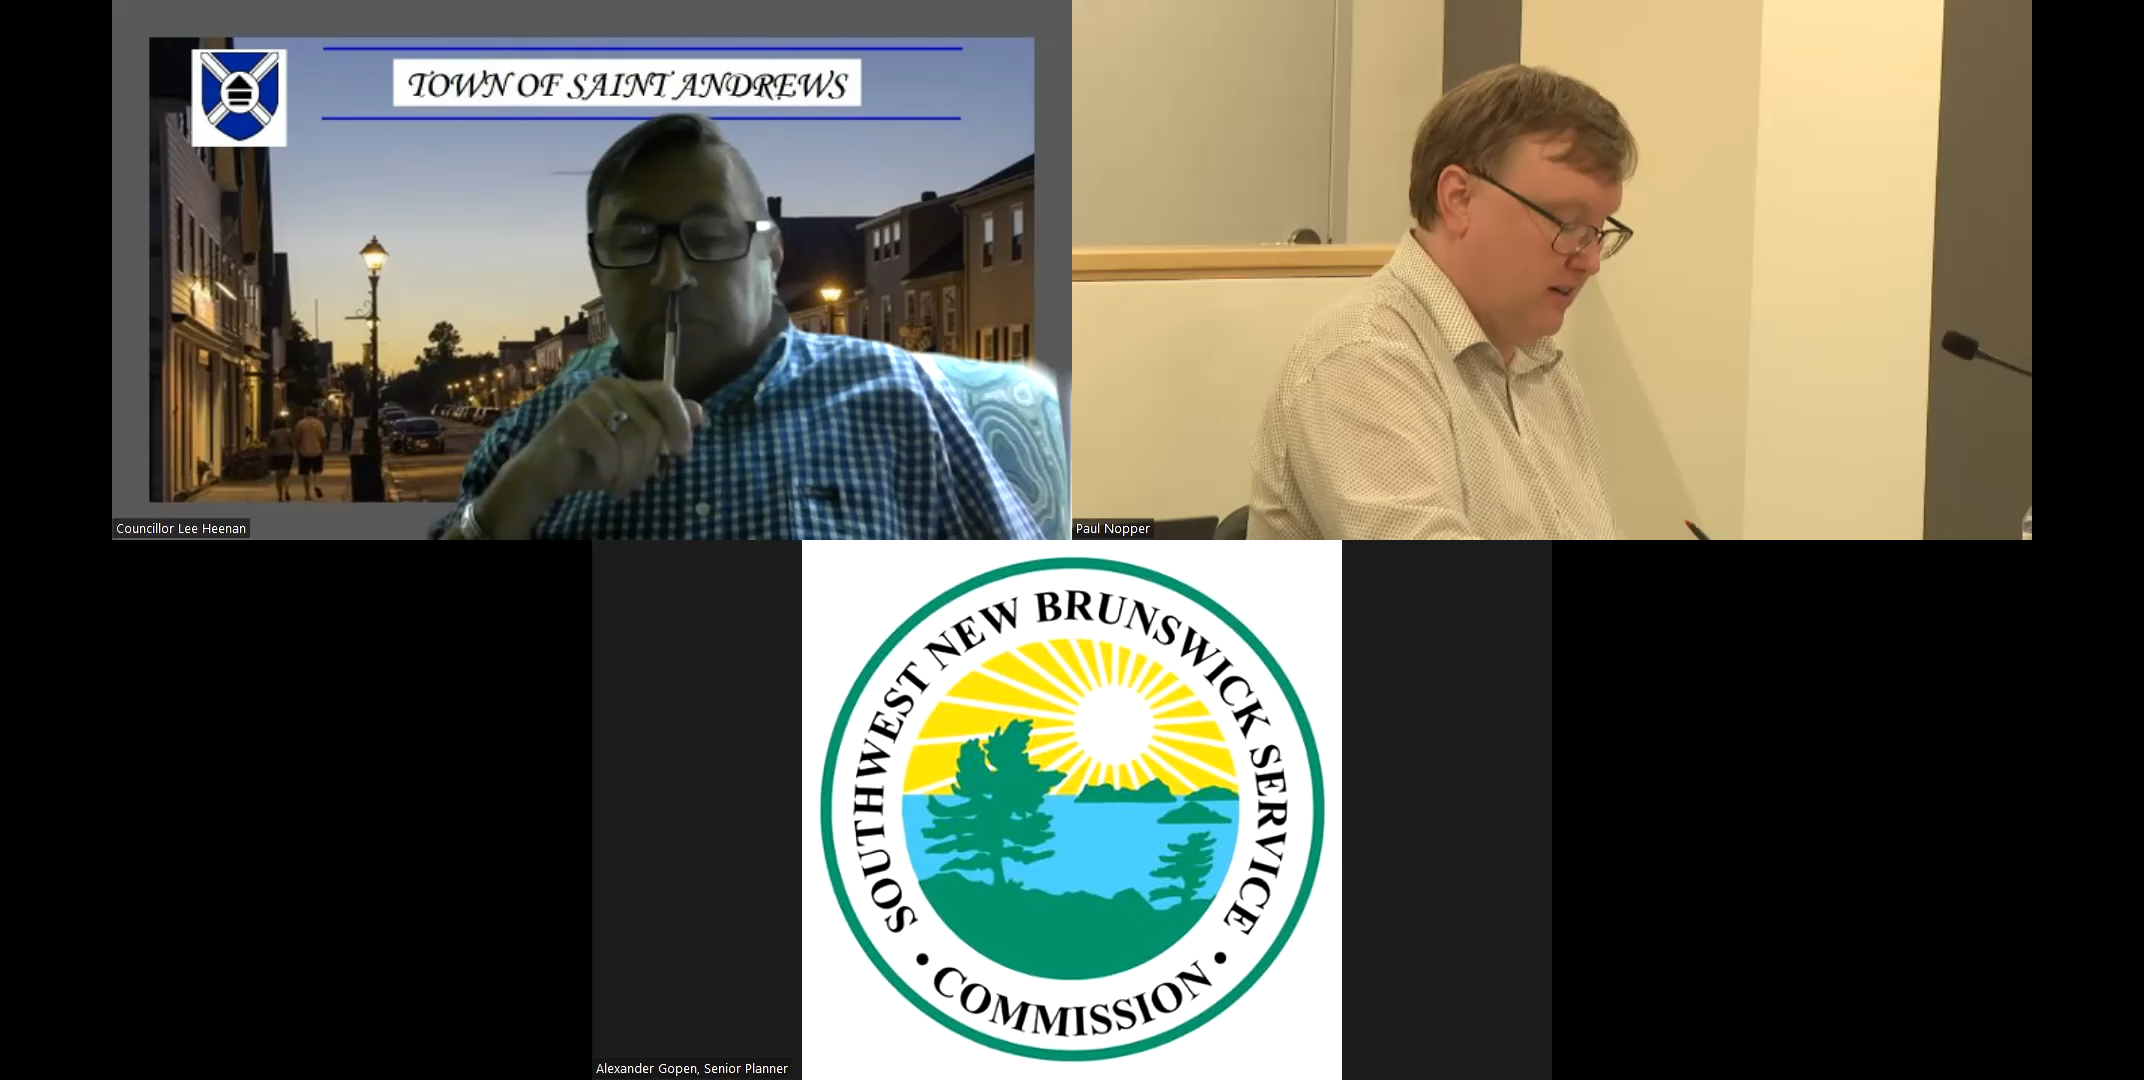 TOWN OF SAINT ANDREWS
Councillor Lee Heenan
Paul Nopper
SOUTHWEST NEW BRUNSWICK SERVICE
• COMMISSION •
Alexander Gopen, Senior Planner